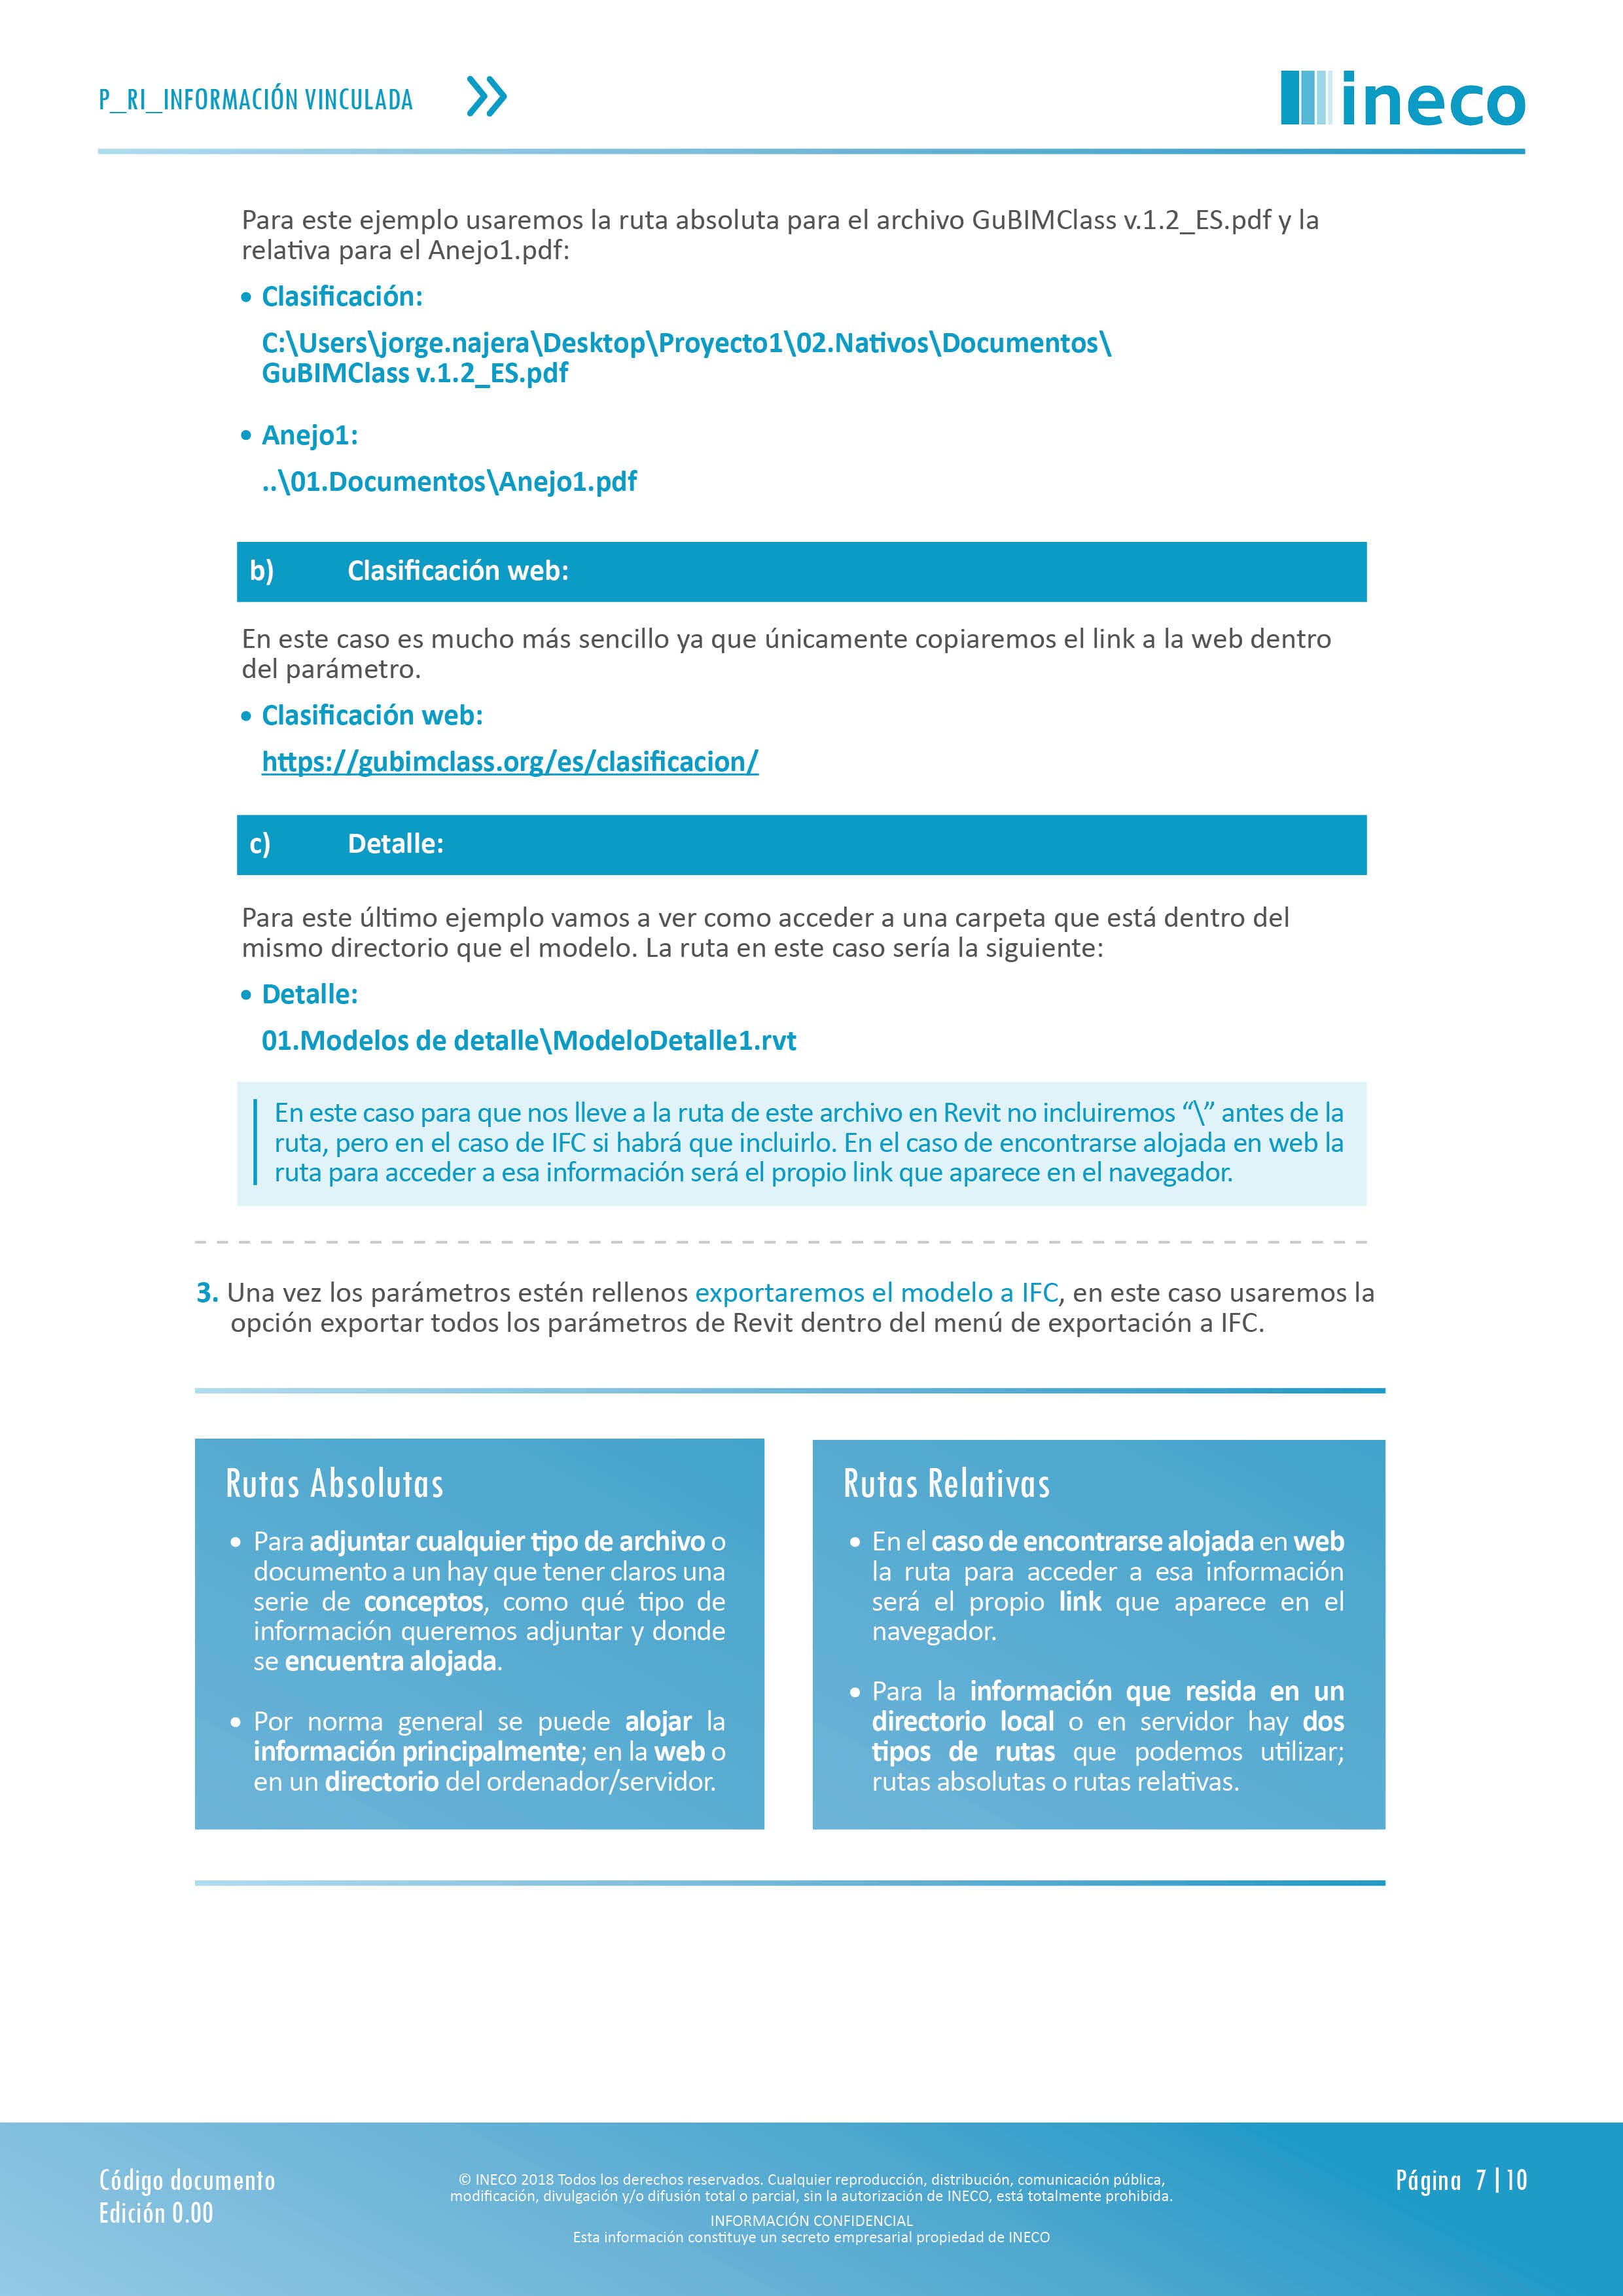 P_RI_INFORMACIÓN VINCULADA
ineco
Para este ejemplo usaremos la ruta absoluta para el archivo GuBIMClass v.1.2_ES.pdf y la
relativa para el Anejo1.pdf:
• Clasificación:
C:\Users\jorge.najera\Desktop\Proyecto1\02.Nativos\Documentos\
GuBIMClass v.1.2_ES.pdf
• Anejo1:
..\01.Documentos\Anejo1.pdf
b) Clasificación web:
En este caso es mucho más sencillo ya que únicamente copiaremos el link a la web dentro
del parámetro.
• Clasificación web:
https://gubimclass.org/es/clasificacion/
c) Detalle:
Para este último ejemplo vamos a ver como acceder a una carpeta que está dentro del
mismo directorio que el modelo. La ruta en este caso sería la siguiente:
• Detalle:
01.Modelos de detalle\ModeloDetalle1.rvt
En este caso para que nos lleve a la ruta de este archivo en Revit no incluiremos “\” antes de la
ruta, pero en el caso de IFC si habrá que incluirlo. En el caso de encontrarse alojada en web la
ruta para acceder a esa información será el propio link que aparece en el navegador.
3. Una vez los parámetros estén rellenos exportaremos el modelo a IFC, en este caso usaremos la
opción exportar todos los parámetros de Revit dentro del menú de exportación a IFC.
Rutas Absolutas
• Para adjuntar cualquier tipo de archivo o
documento a un hay que tener claros una
serie de conceptos, como qué tipo de
información queremos adjuntar y donde
se encuentra alojada.
• Por norma general se puede alojar la
información principalmente; en la web o
en un directorio del ordenador/servidor.
Rutas Relativas
• En el caso de encontrarse alojada en web
la ruta para acceder a esa información
será el propio link que aparece en el
navegador.
• Para la información que resida en un
directorio local o en servidor hay dos
tipos de rutas que podemos utilizar;
rutas absolutas o rutas relativas.
Código documento
Edición 0.00
© INECO 2018 Todos los derechos reservados. Cualquier reproducción, distribución, comunicación pública,
modificación, divulgación y/o difusión total o parcial, sin la autorización de INECO, está totalmente prohibida.
INFORMACIÓN CONFIDENCIAL
Esta información constituye un secreto empresarial propiedad de INECO
Página 7|10